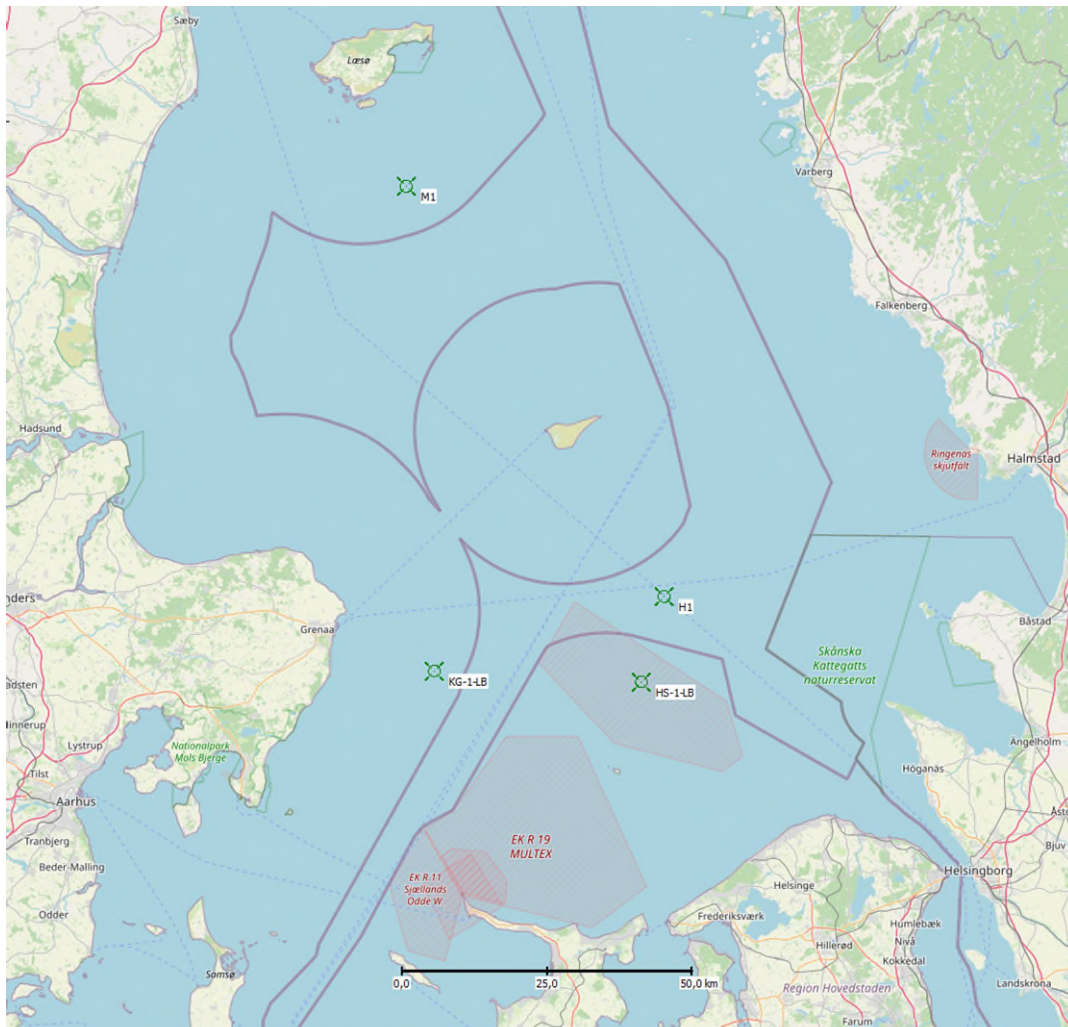 Sæby
Læsø
M1
Varberg
Falkenberg
Hadsund
Ringenäs
skjutfält
Halmstad
nders
Grenaa
H1
Båstad
KG-1-LB
HS-1-LB
Skånska
Kattegatts
naturreservat
adsten
Hinnerup
Lystrup
Nationalpark
Mols Bjerge
Tilst
Aarhus
Ängelholm
Höganäs
Tranbjerg
Beder-Malling
EK R 19
MULTEX
Åsto
Bjuv
EK R 11
Sjællands
Odde W
Helsingborg
Odder
Helsinge
Frederiksværk
Humlebæk
Hillerød
Nivå
Kokkedal
Samsø
0,0
25,0
50,0 km
Region Hovedstaden
Landskrona
Farum